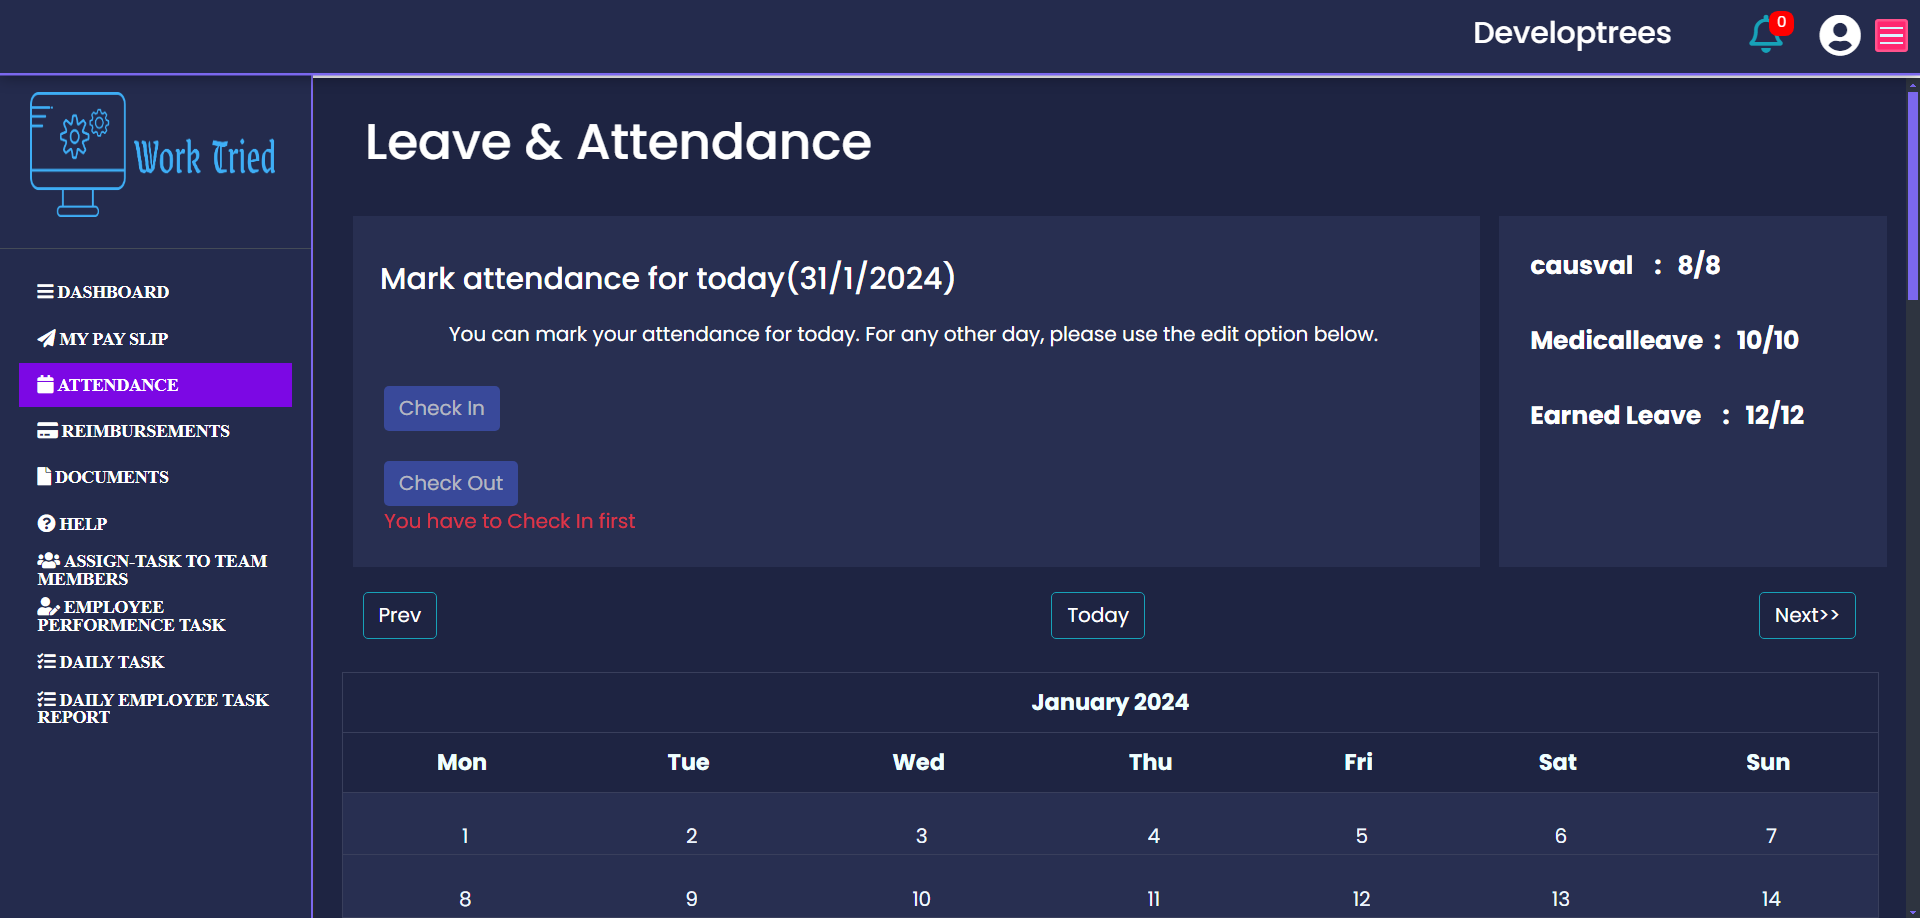 Developtrees
0
Work Tried
DASHBOARD
MY PAY SLIP
ATTENDANCE
REIMBURSEMENTS
DOCUMENTS
HELP
ASSIGN-TASK TO TEAM
MEMBERS
EMPLOYEE
PERFORMENCE TASK
DAILY TASK
DAILY EMPLOYEE TASK
REPORT
Leave & Attendance
Mark attendance for today(31/1/2024)
You can mark your attendance for today. For any other day, please use the edit option below.
Check In
Check Out
You have to Check In first
causval : 8/8
Medicalleave : 10/10
Earned Leave : 12/12
Prev
Today
Next>>
January 2024
Mon Tue Wed Thu Fri Sat Sun
1 2 3 4 5 6 7
8 9 10 11 12 13 14